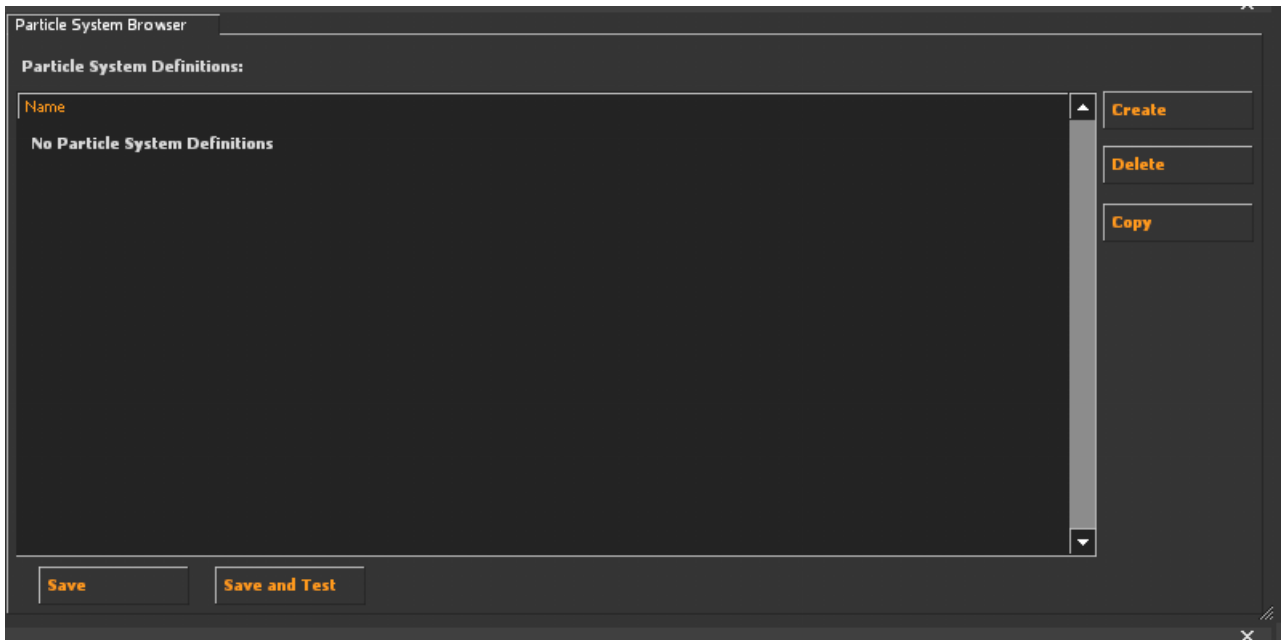 Particle System Browser
Particle System Definitions:
Name
No Particle System Definitions
Create
Delete
Copy
Save
Save and Test